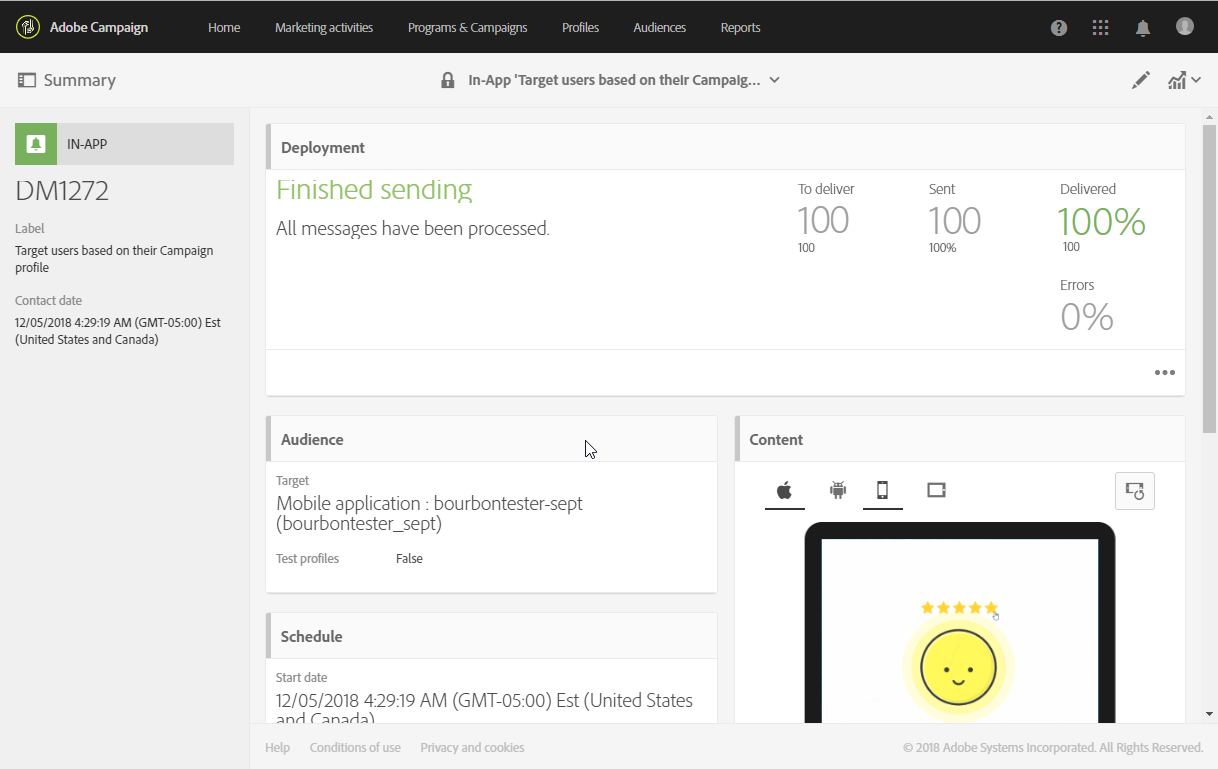 Adobe Campaign
Home
Marketing activities
Programs & Campaigns
Profiles
Audiences
Reports
Summary
In-App 'Target users based on their Campaig...
IN-APP
DM1272
Label
Target users based on their Campaign
profile
Contact date
12/05/2018 4:29:19 AM (GMT-05:00) Est
(United States and Canada)
Deployment
Finished sending
All messages have been processed.
To deliver
100
100
Sent
100
100%
Delivered
100%
100
Errors
0%
Audience
Target
Mobile application : bourbontester-sept
(bourbontester_sept)
Test profiles
False
Schedule
Start date
12/05/2018 4:29:19 AM (GMT-05:00) Est (United States
and Canada)
Content
Help
Conditions of use
Privacy and cookies
© 2018 Adobe Systems Incorporated. All Rights Reserved.